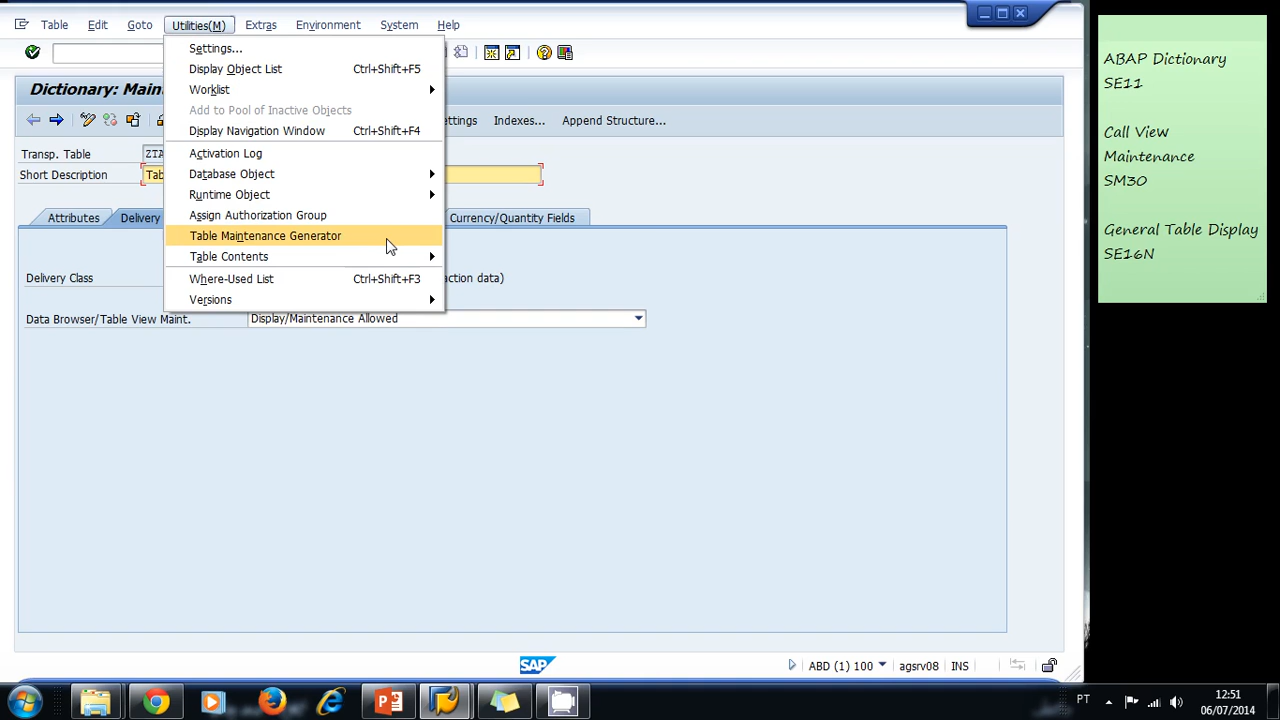 Table Edit Goto Utilities(M) Extras Environment System Help
Settings...
Display Object List Ctrl+Shift+F5
Worklist
Add to Pool of Inactive Objects
Display Navigation Window Ctrl+Shift+F4
Activation Log
Database Object
Runtime Object
Assign Authorization Group
Table Maintenance Generator
Table Contents
Where-Used List Ctrl+Shift+F3
Versions
Dictionary:
Indexes... Append Structure...
Transp. Table
Short Description
Attributes Delivery Currency/Quantity Fields
Delivery Class data)
Data Browser/Table View Maint. Display/Maintenance Allowed
SAP
ABD (1) 100 agsrv08 INS
ABAP Dictionary
SE11
Call View
Maintenance
SM30
General Table Display
SE16N
PT
12:51
06/07/2014